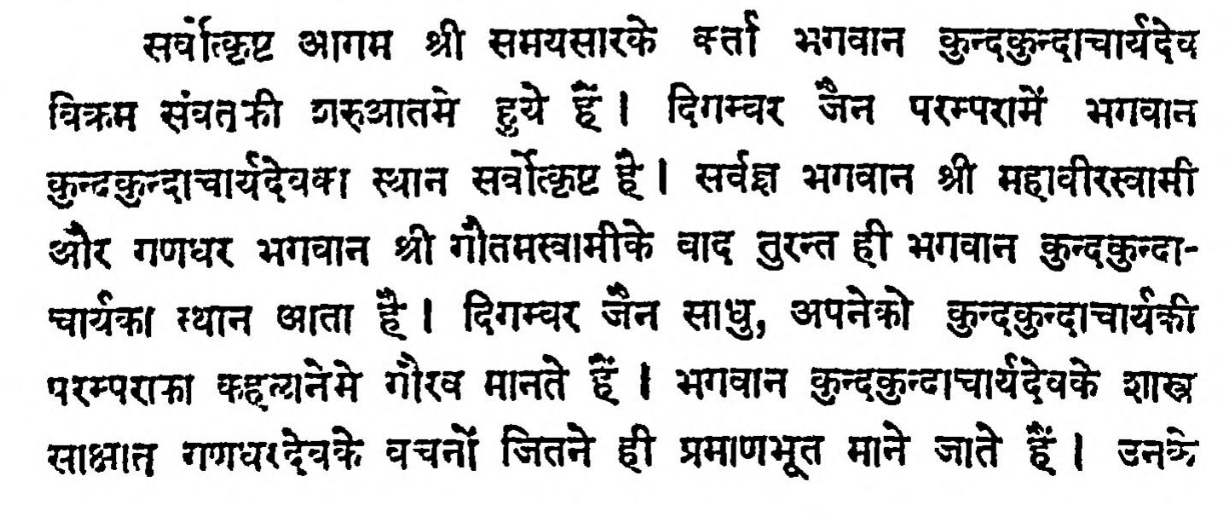 सर्वोत्कृष्ट आगम श्री समयसारके कर्ता भगवान कुन्दकुन्दाचार्यदेव
विक्रम संवत्की शरुआतमे हुये हैं। दिगम्बर जैन परम्परामें भगवान
कुन्दकुन्दाचार्यदेवका स्थान सर्वोत्कृष्ट है। सर्वज्ञ भगवान श्री महावीरस्वामी
और गणधर भगवान श्री गौतमस्वामीके बाद तुरन्त ही भगवान कुन्दकुन्दा-
चार्यका स्थान आता है। दिगम्बर जैन साधु, अपनेको कुन्दकुन्दाचार्यकी
परम्पराका कहलानेमे गौरव मानते हैं। भगवान कुन्दकुन्दाचार्यदेवके शास्त्र
साक्षात् गणधरदेवके वचनों जितने ही प्रमाणभूत माने जाते हैं। उनके